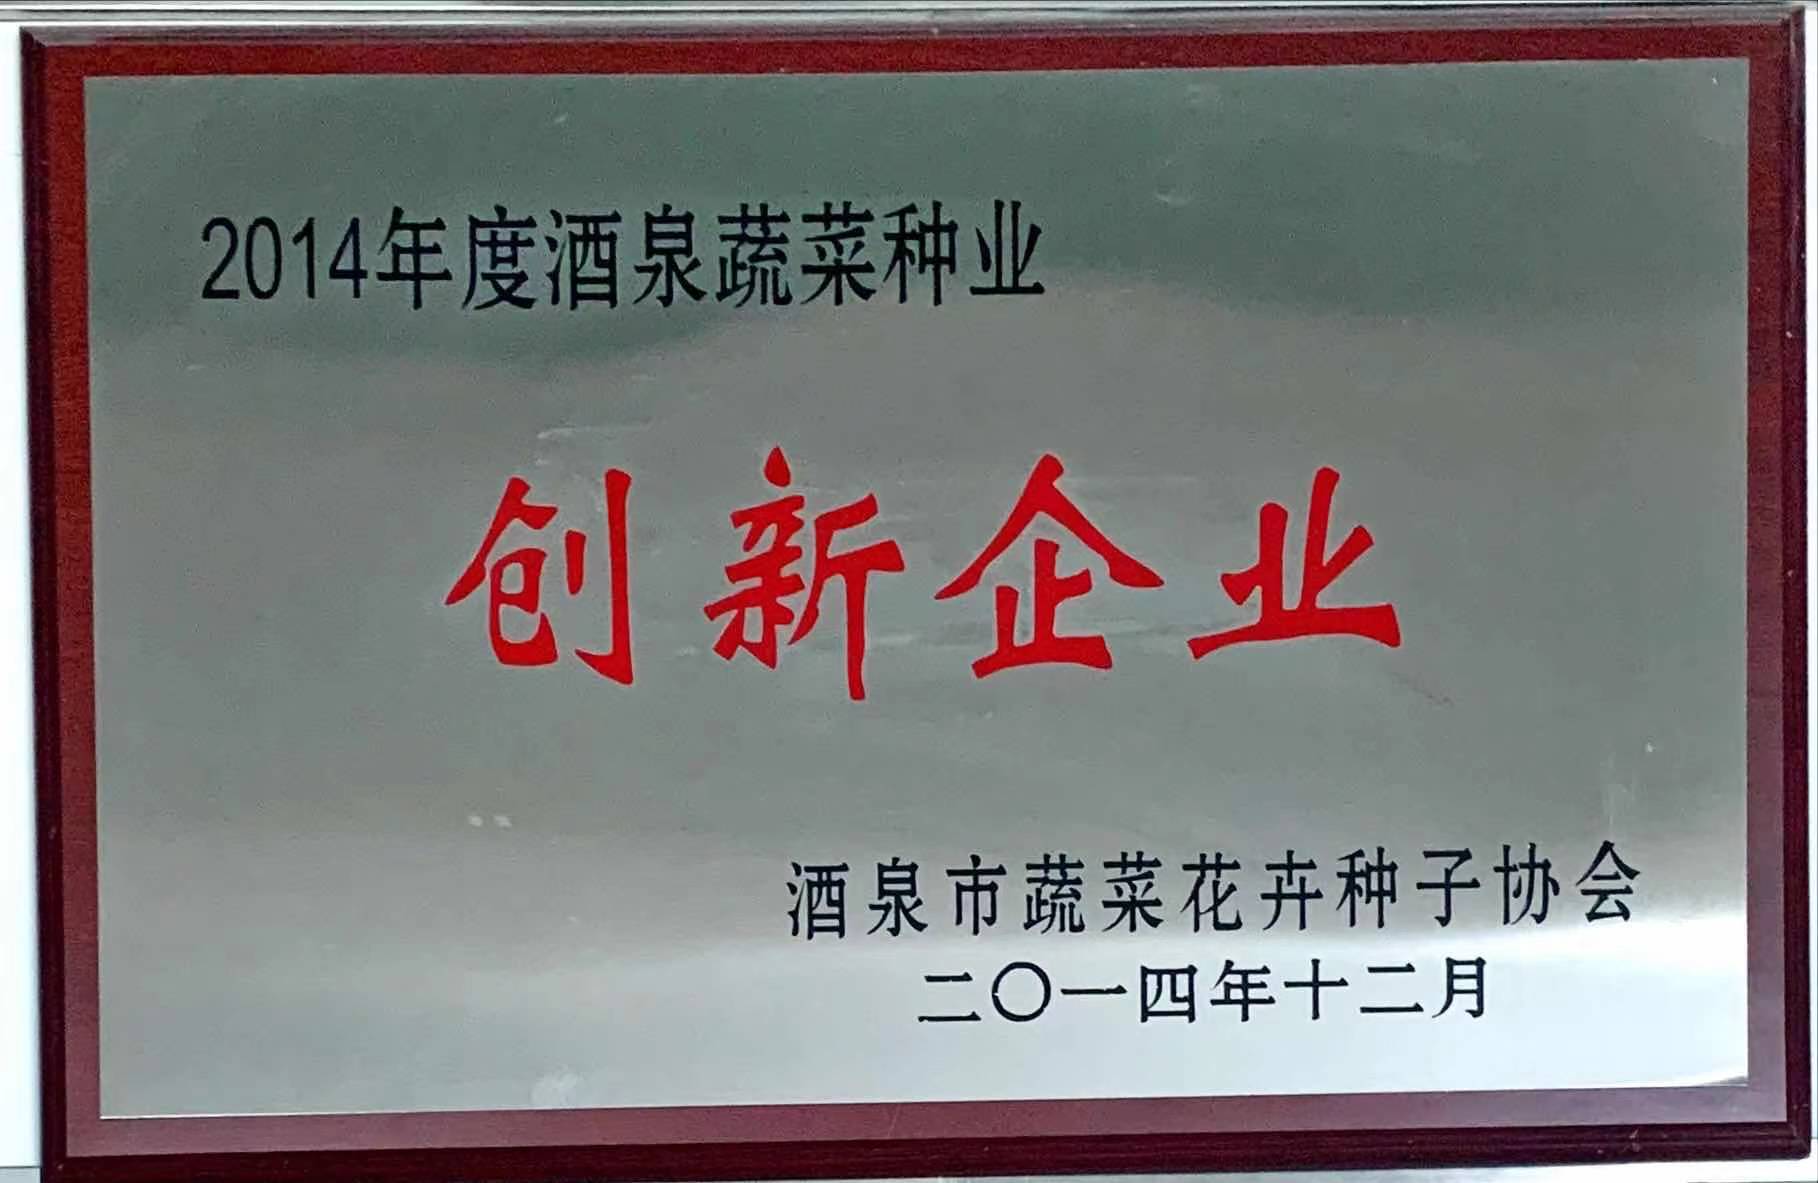 2014年度酒泉蔬菜种业
创新企业
酒泉市蔬菜花卉种子协会
二〇一四年十二月